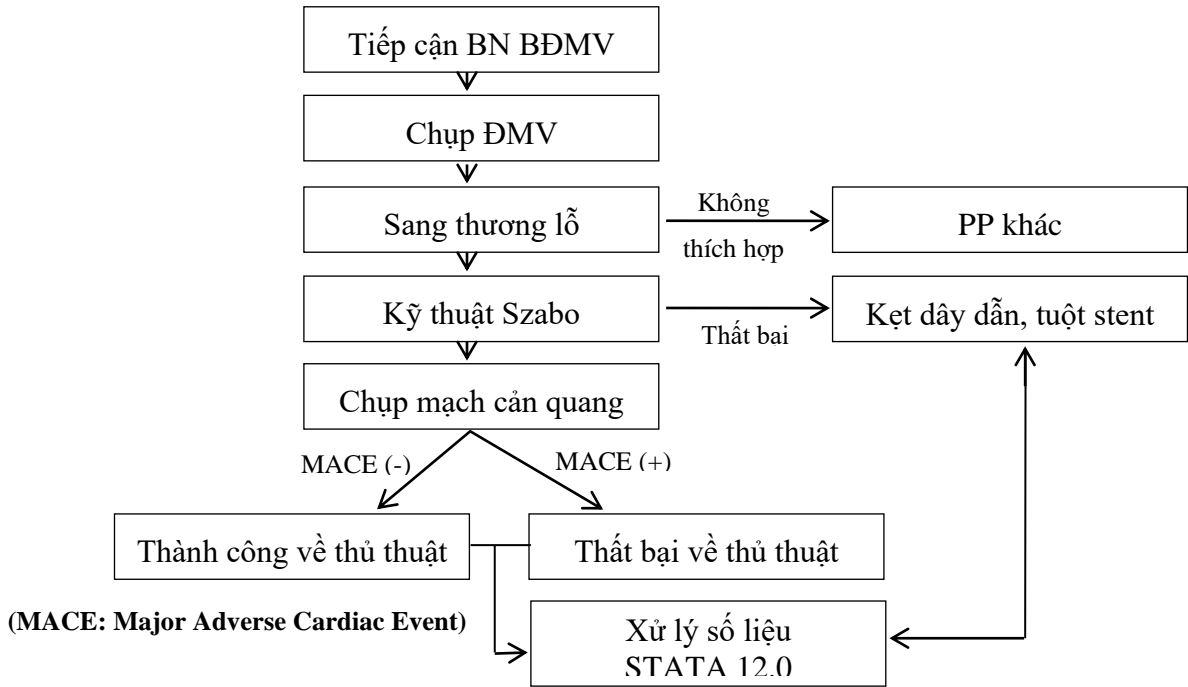 Tiếp cận BN BĐMV
Chụp ĐMV
Sang thương lỗ
Không
thích hợp
PP khác
Kỹ thuật Szabo
Thất bai
Kẹt dây dẫn, tuột stent
Chụp mạch cản quang
MACE (-)
MACE (+)
Thành công về thủ thuật
Thất bại về thủ thuật
(MACE: Major Adverse Cardiac Event)
Xử lý số liệu
STATA 12.0